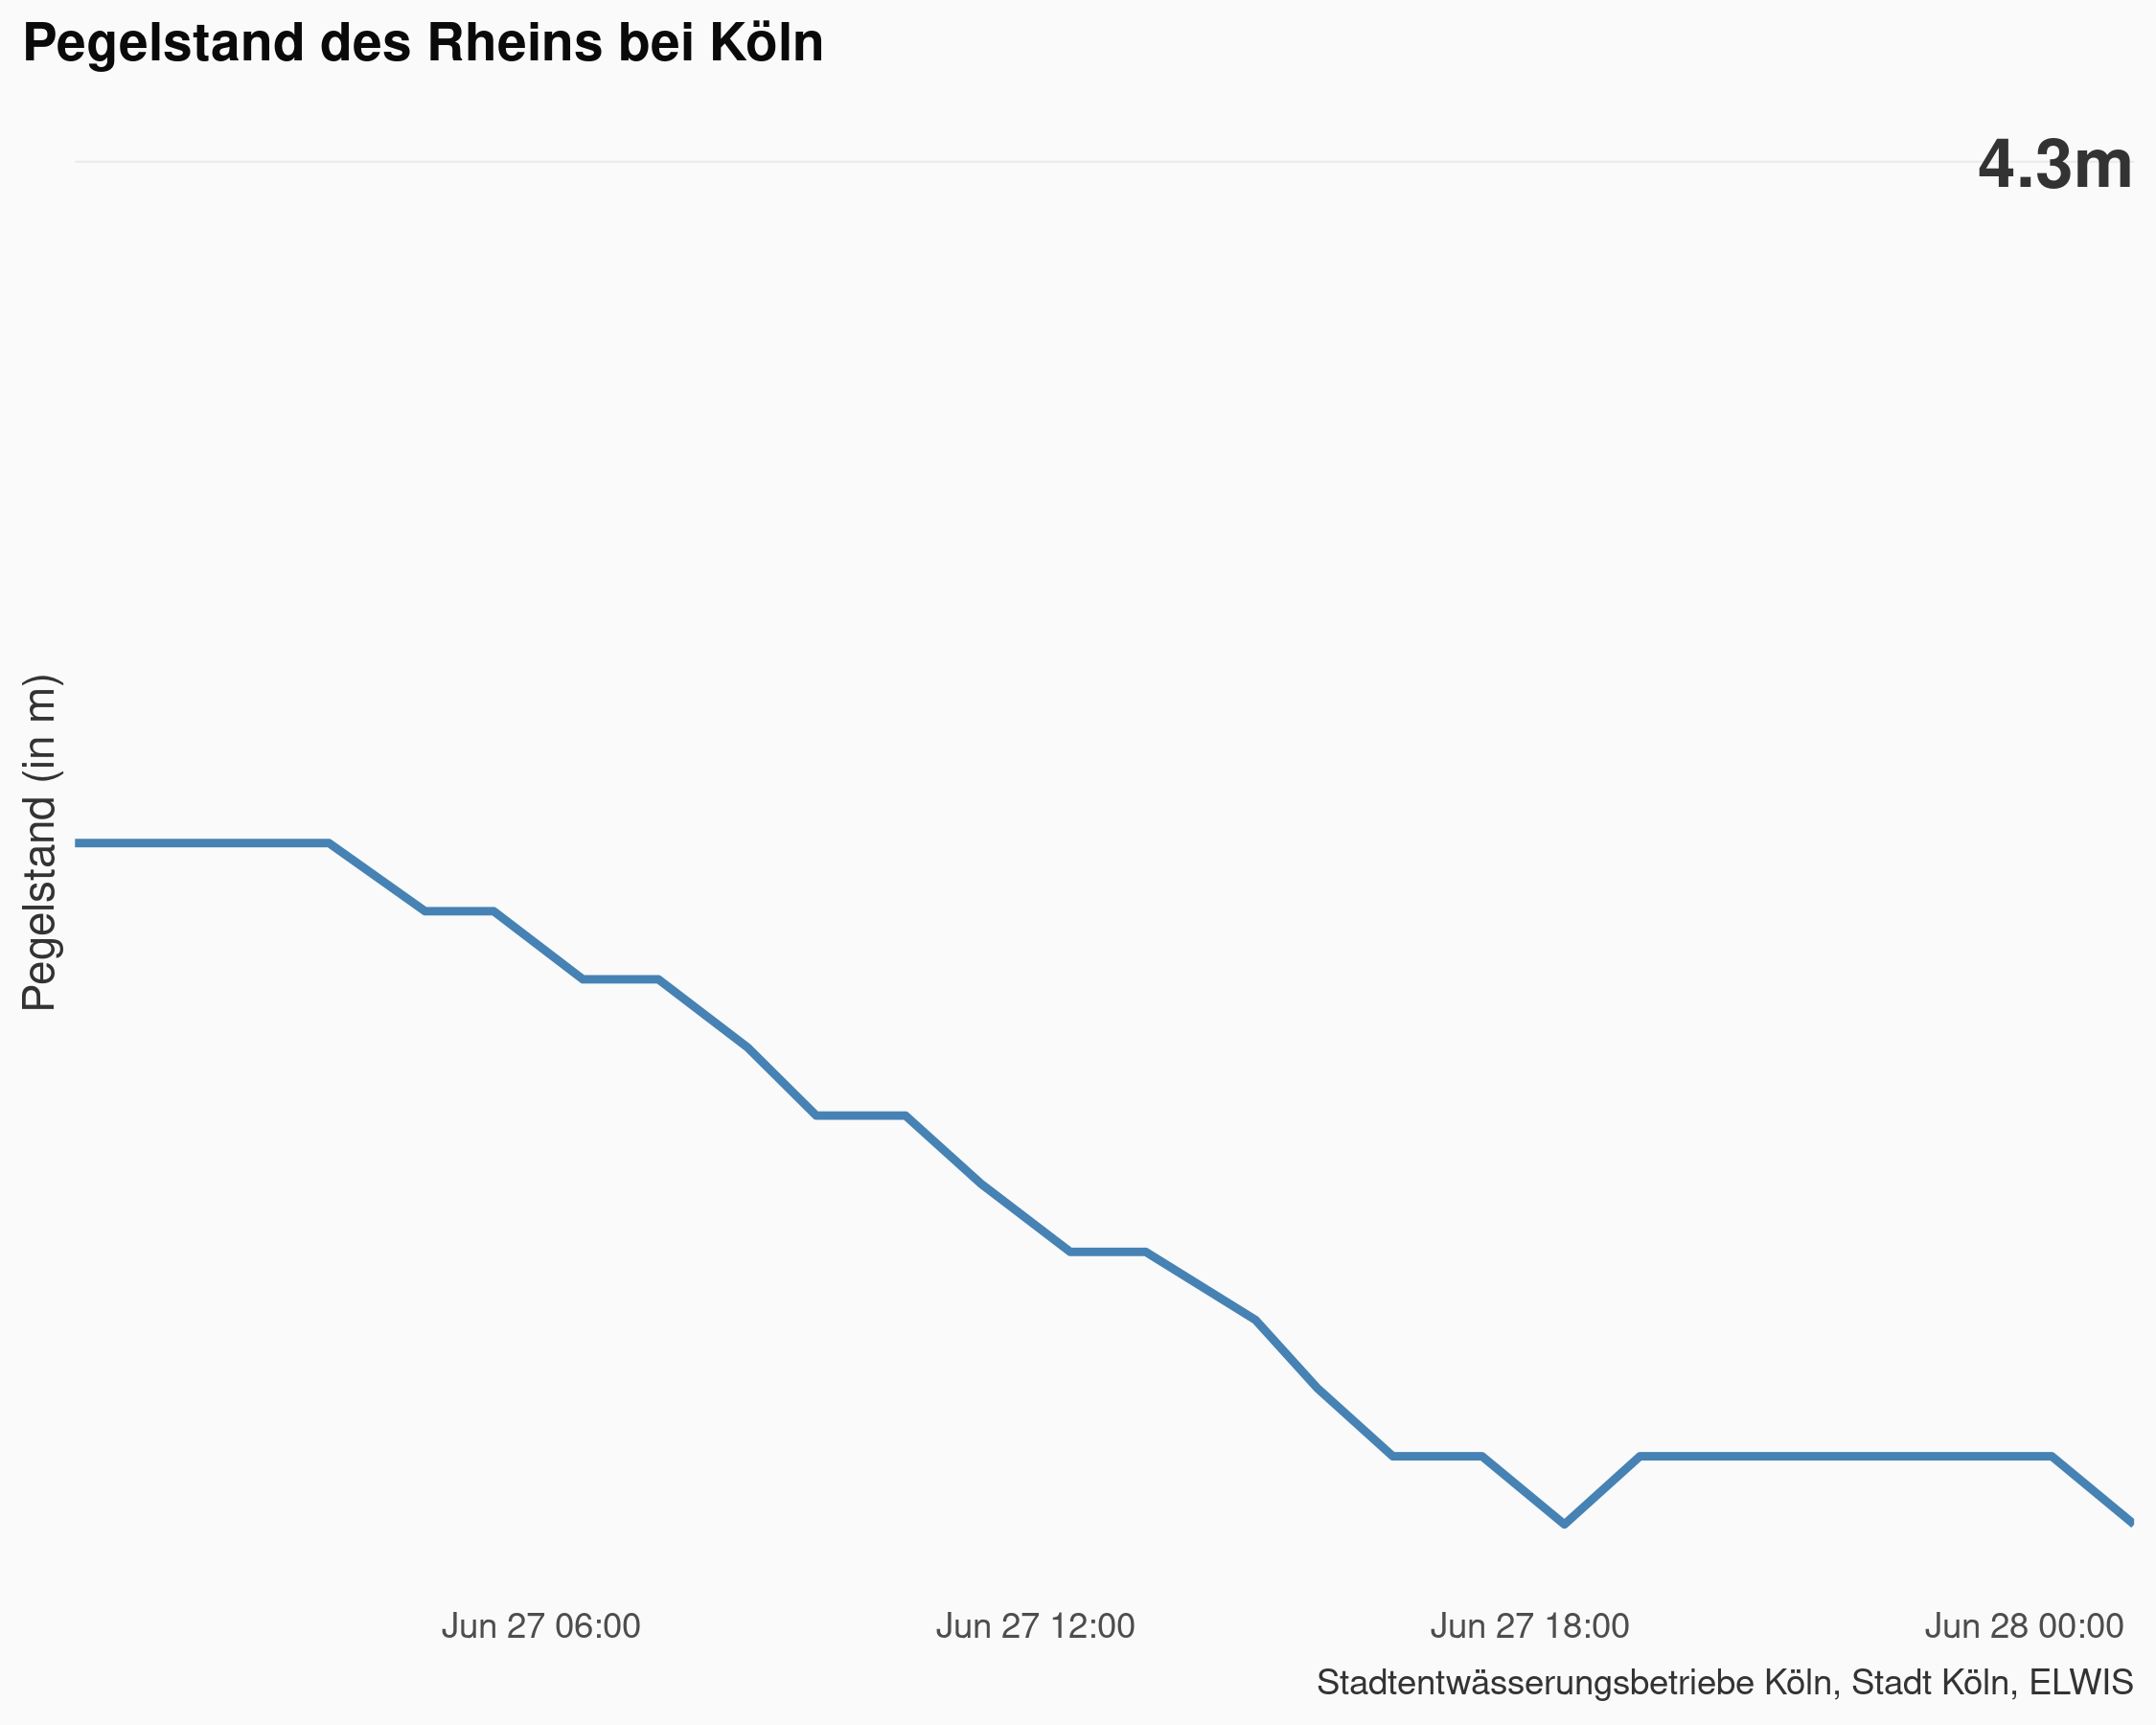 Pegelstand des Rheins bei Köln
4.3m
Pegelstand (in m)
Jun 27 06:00 Jun 27 12:00 Jun 27 18:00 Jun 28 00:00
Stadtentwässerungsbetriebe Köln, Stadt Köln, ELWIS